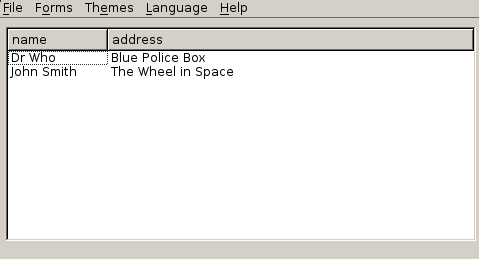 File Forms Themes Language Help
name address
Dr Who Blue Police Box
John Smith The Wheel in Space